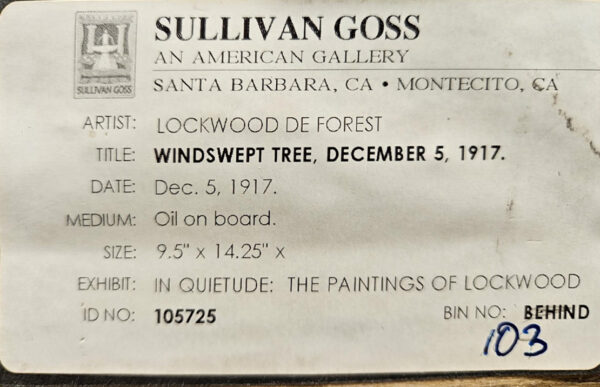 SULLIVAN GOSS
AN AMERICAN GALLERY
SULLIVAN GOSS
SANTA BARBARA, CA • MONTECITO, CA
ARTIST: LOCKWOOD DE FOREST
TITLE: WINDSWEPT TREE, DECEMBER 5, 1917.
DATE: Dec. 5, 1917.
MEDIUM: Oil on board.
SIZE: 9.5" x 14.25" x
EXHIBIT: IN QUIETUDE: THE PAINTINGS OF LOCKWOOD
ID NO: 105725 BIN NO: BEHIND
103